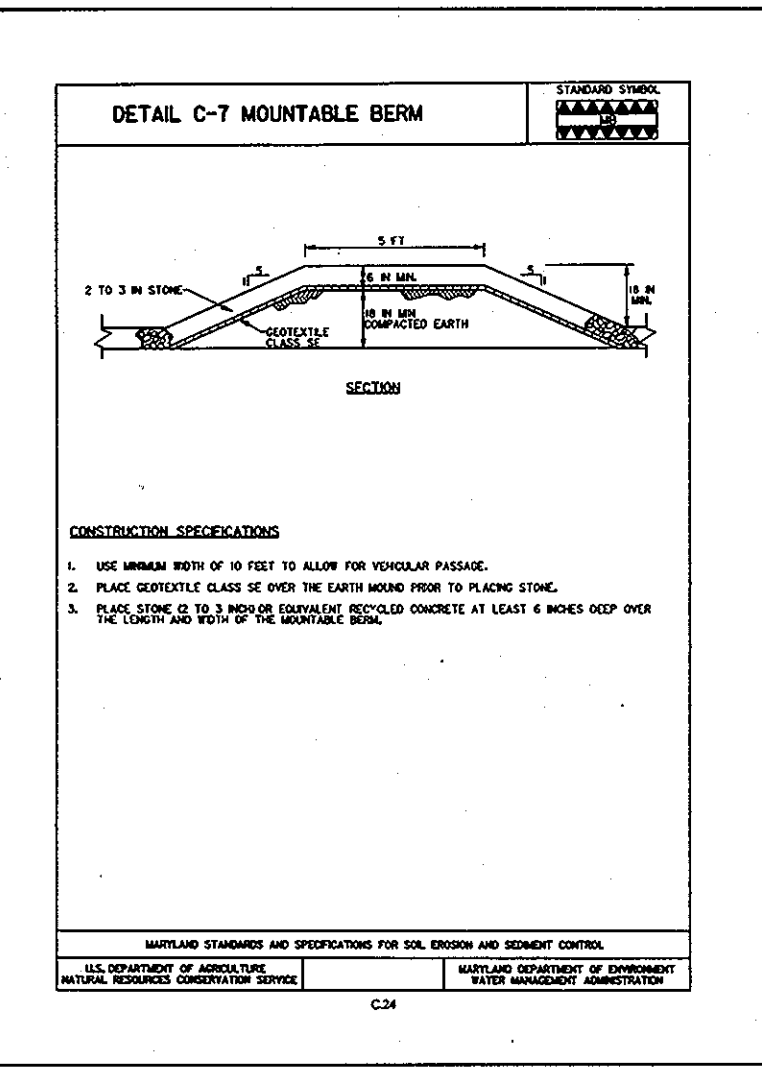 STANDARD SYMBOL
DETAIL C-7 MOUNTABLE BERM
MB
5 FT
5
1
6 IN MIN.
5
1
2 TO 3 IN STONE
18 IN
MIN.
18 IN MIN
COMPACTED EARTH
GEOTEXTILE
CLASS SE
SECTION
CONSTRUCTION SPECIFICATIONS
1. USE MINIMUM WIDTH OF 10 FEET TO ALLOW FOR VEHICULAR PASSAGE.
2. PLACE GEOTEXTILE CLASS SE OVER THE EARTH MOUND PRIOR TO PLACING STONE.
3. PLACE STONE (2 TO 3 INCH) OR EQUIVALENT RECYCLED CONCRETE AT LEAST 6 INCHES DEEP OVER
THE LENGTH AND WIDTH OF THE MOUNTABLE BERM.
MARYLAND STANDARDS AND SPECIFICATIONS FOR SOIL EROSION AND SEDIMENT CONTROL
U.S. DEPARTMENT OF AGRICULTURE
NATURAL RESOURCES CONSERVATION SERVICE
MARYLAND DEPARTMENT OF ENVIRONMENT
WATER MANAGEMENT ADMINISTRATION
C.24